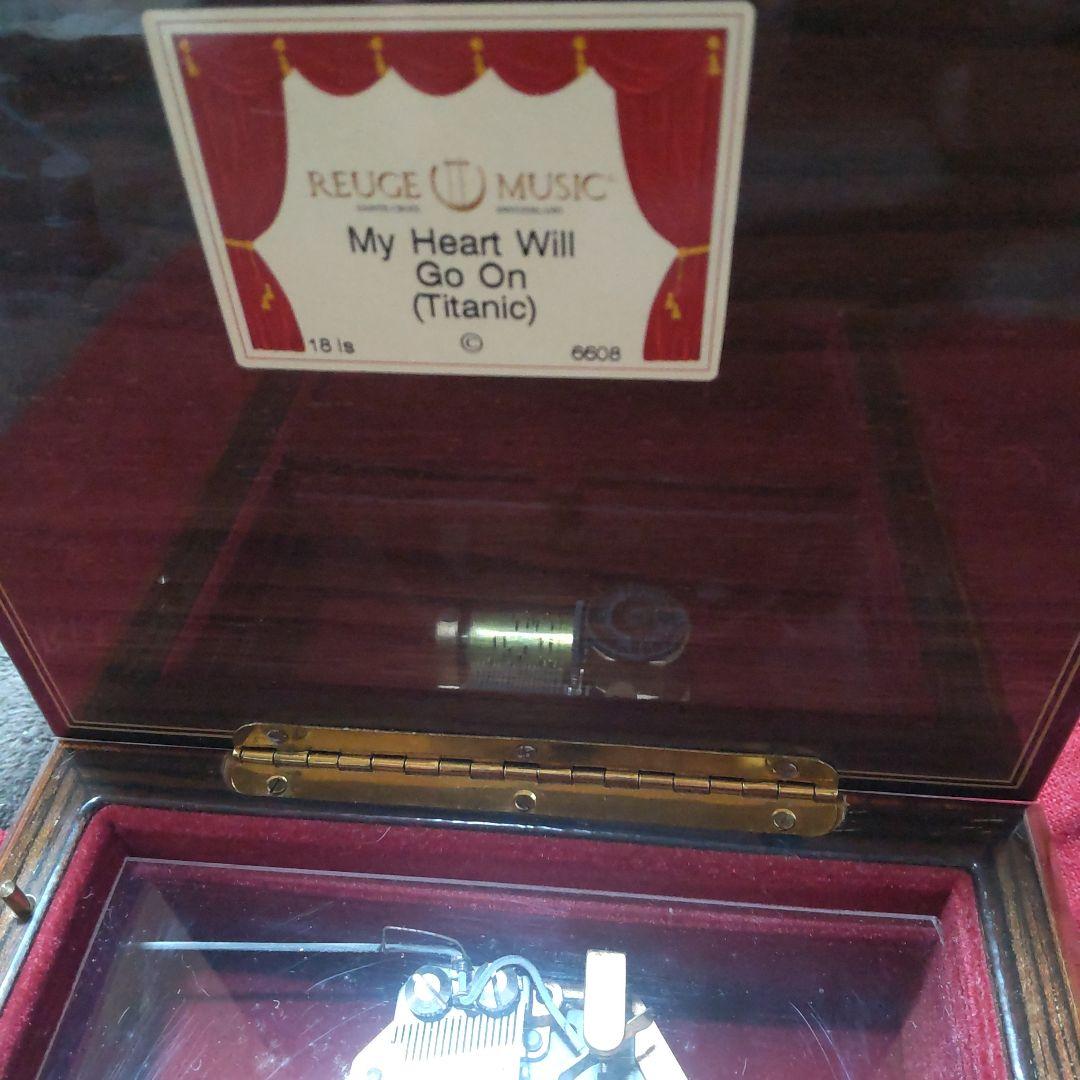 REUGE MUSIC
My Heart Will
Go On
(Titanic)
18 ls © 6608